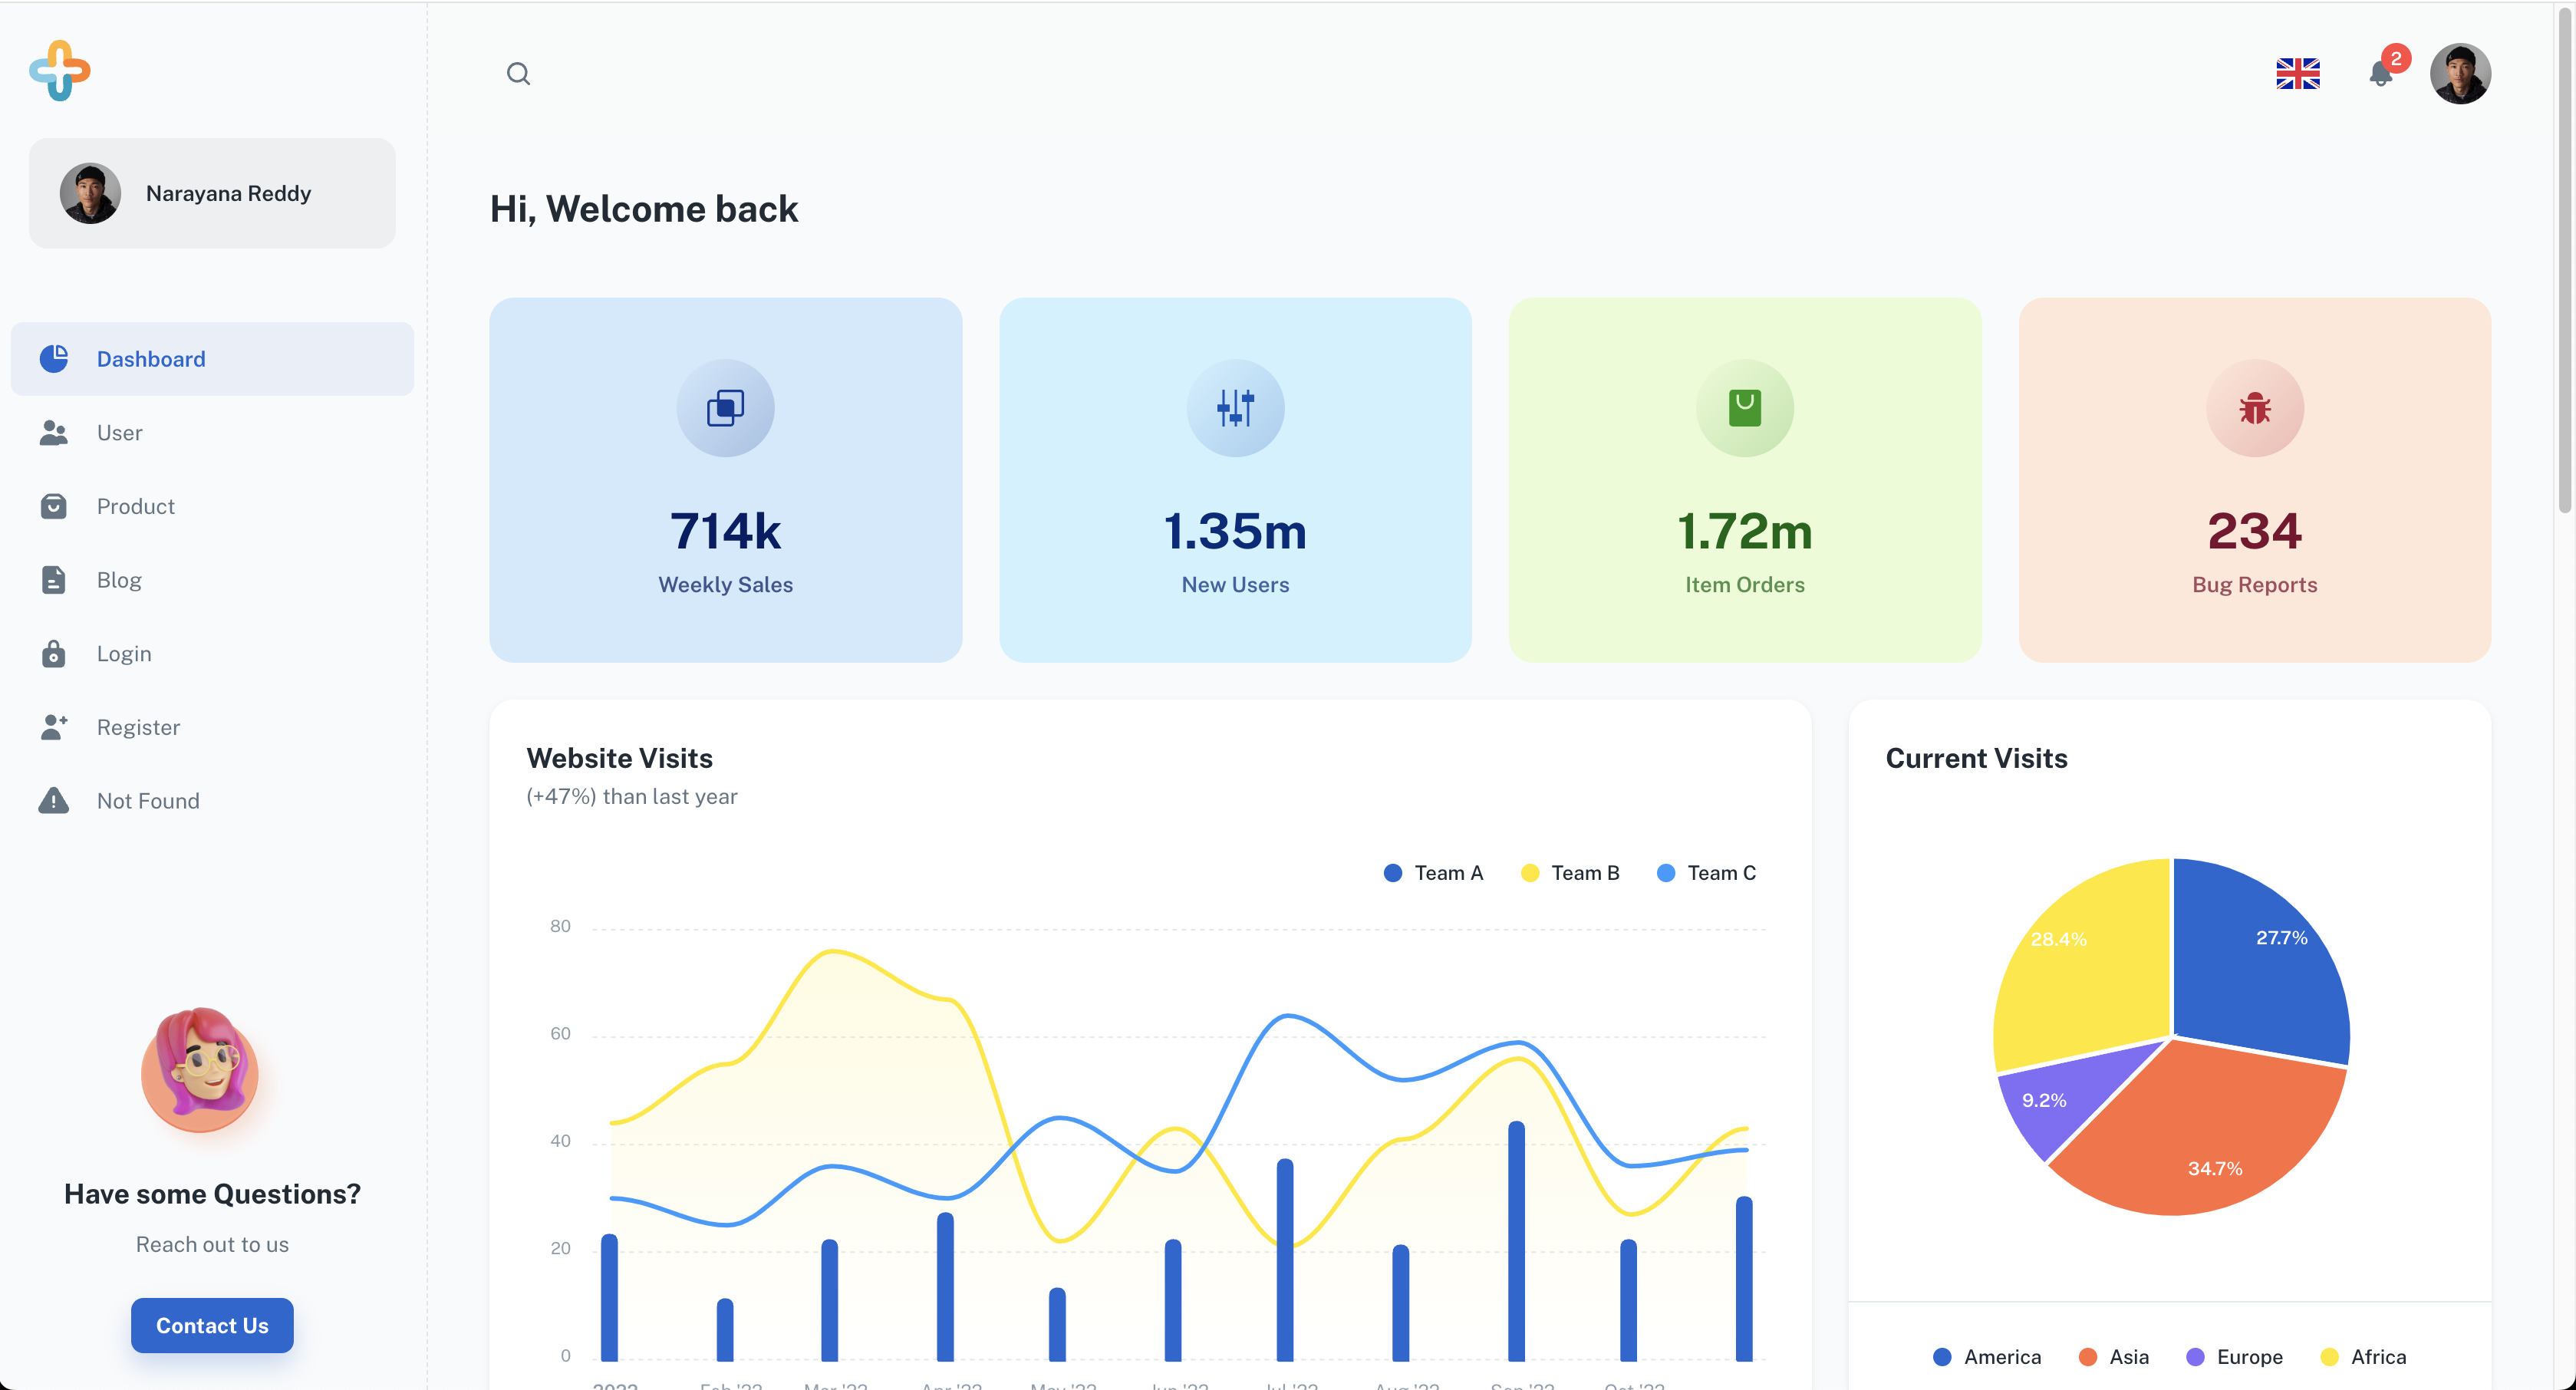 2
Narayana Reddy
Dashboard
User
Product
Blog
Login
Register
Not Found
Have some Questions?
Reach out to us
Contact Us
Hi, Welcome back
714k
Weekly Sales
1.35m
New Users
1.72m
Item Orders
234
Bug Reports
Website Visits
(+47%) than last year
Team A Team B Team C
80
60
40
20
0
Current Visits
28.4% 27.7%
9.2%
34.7%
America Asia Europe Africa